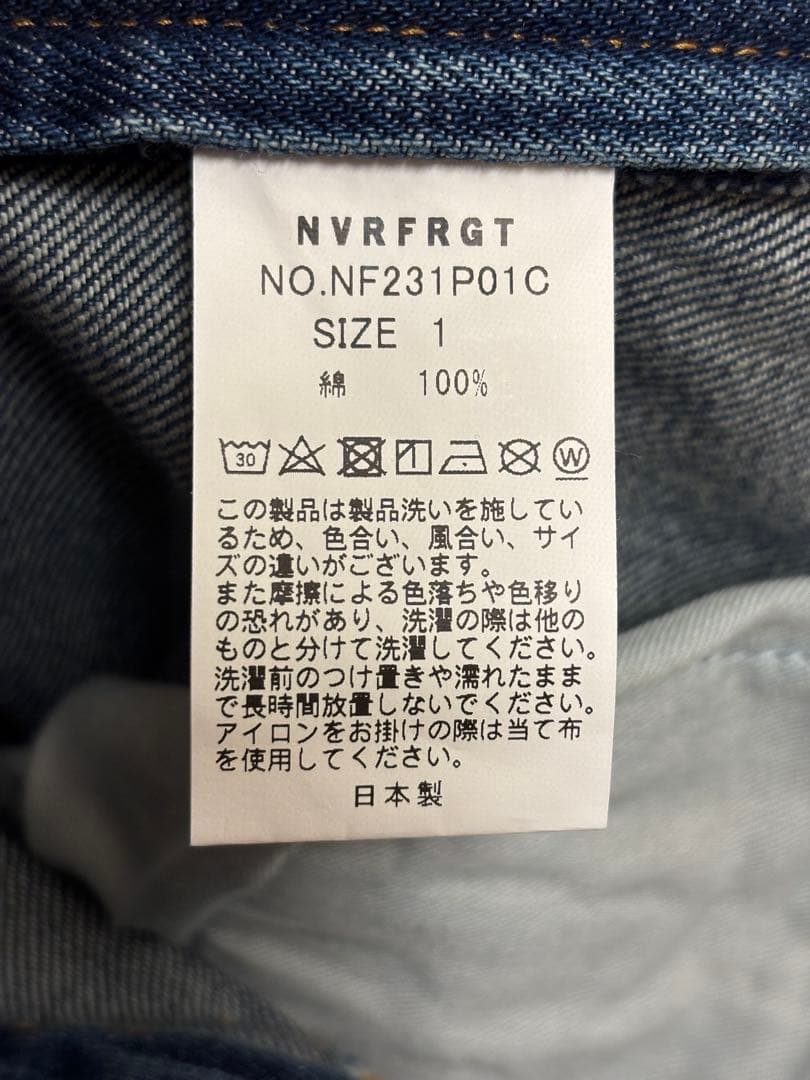 NVRFRGT
NO.NF231P01C
SIZE 1
綿 100%
30
W
この製品は製品洗いを施してい
るため、色合い、風合い、サイ
ズの違いがございます。
また摩擦による色落ちや色移り
の恐れがあり、洗濯の際は他の
ものと分けて洗濯してください。
洗濯前のつけ置きや濡れたまま
で長時間放置しないでください。
アイロンをお掛けの際は当て布
を使用してください。
日本製